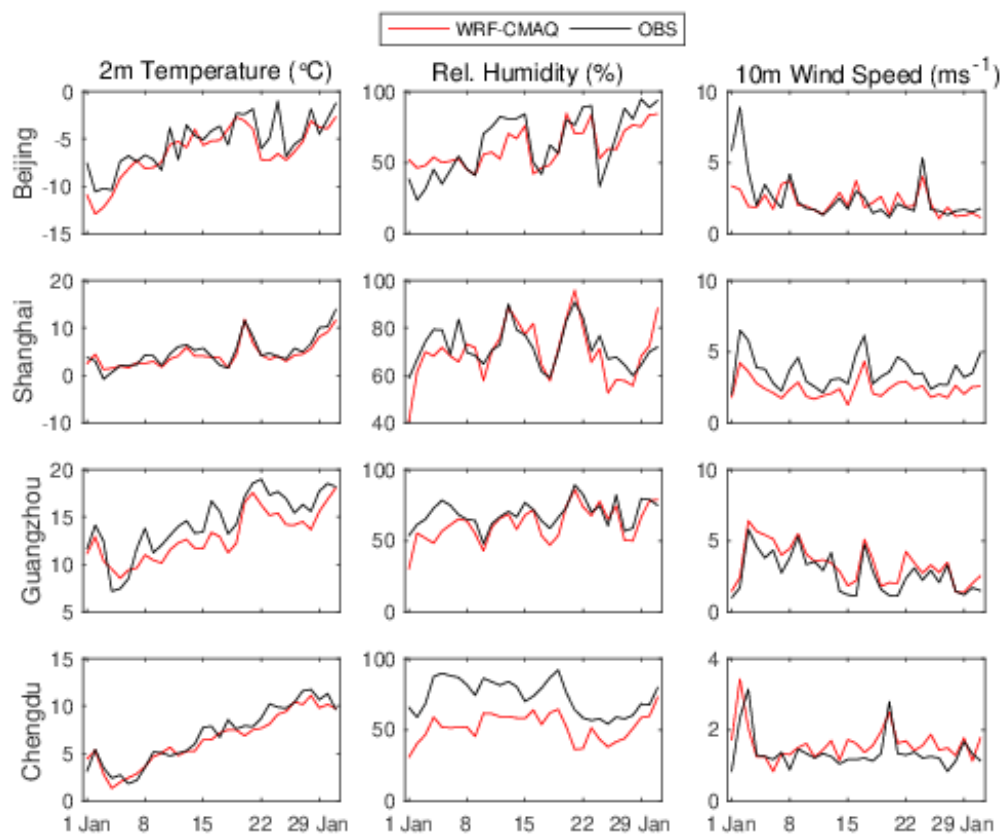 WRF-CMAQ OBS
2m Temperature (°C) Rel. Humidity (%) 10m Wind Speed (ms⁻¹)
Beijing
0 -5 -10 -15
100 50 0
10 5 0
Shanghai
20 10 0 -10
100 80 60 40
10 5 0
Guangzhou
20 15 10 5
100 50 0
10 5 0
Chengdu
15 10 5 0
100 50 0
4 2 0
1 Jan 8 15 22 29 Jan 1 Jan 8 15 22 29 Jan 1 Jan 8 15 22 29 Jan